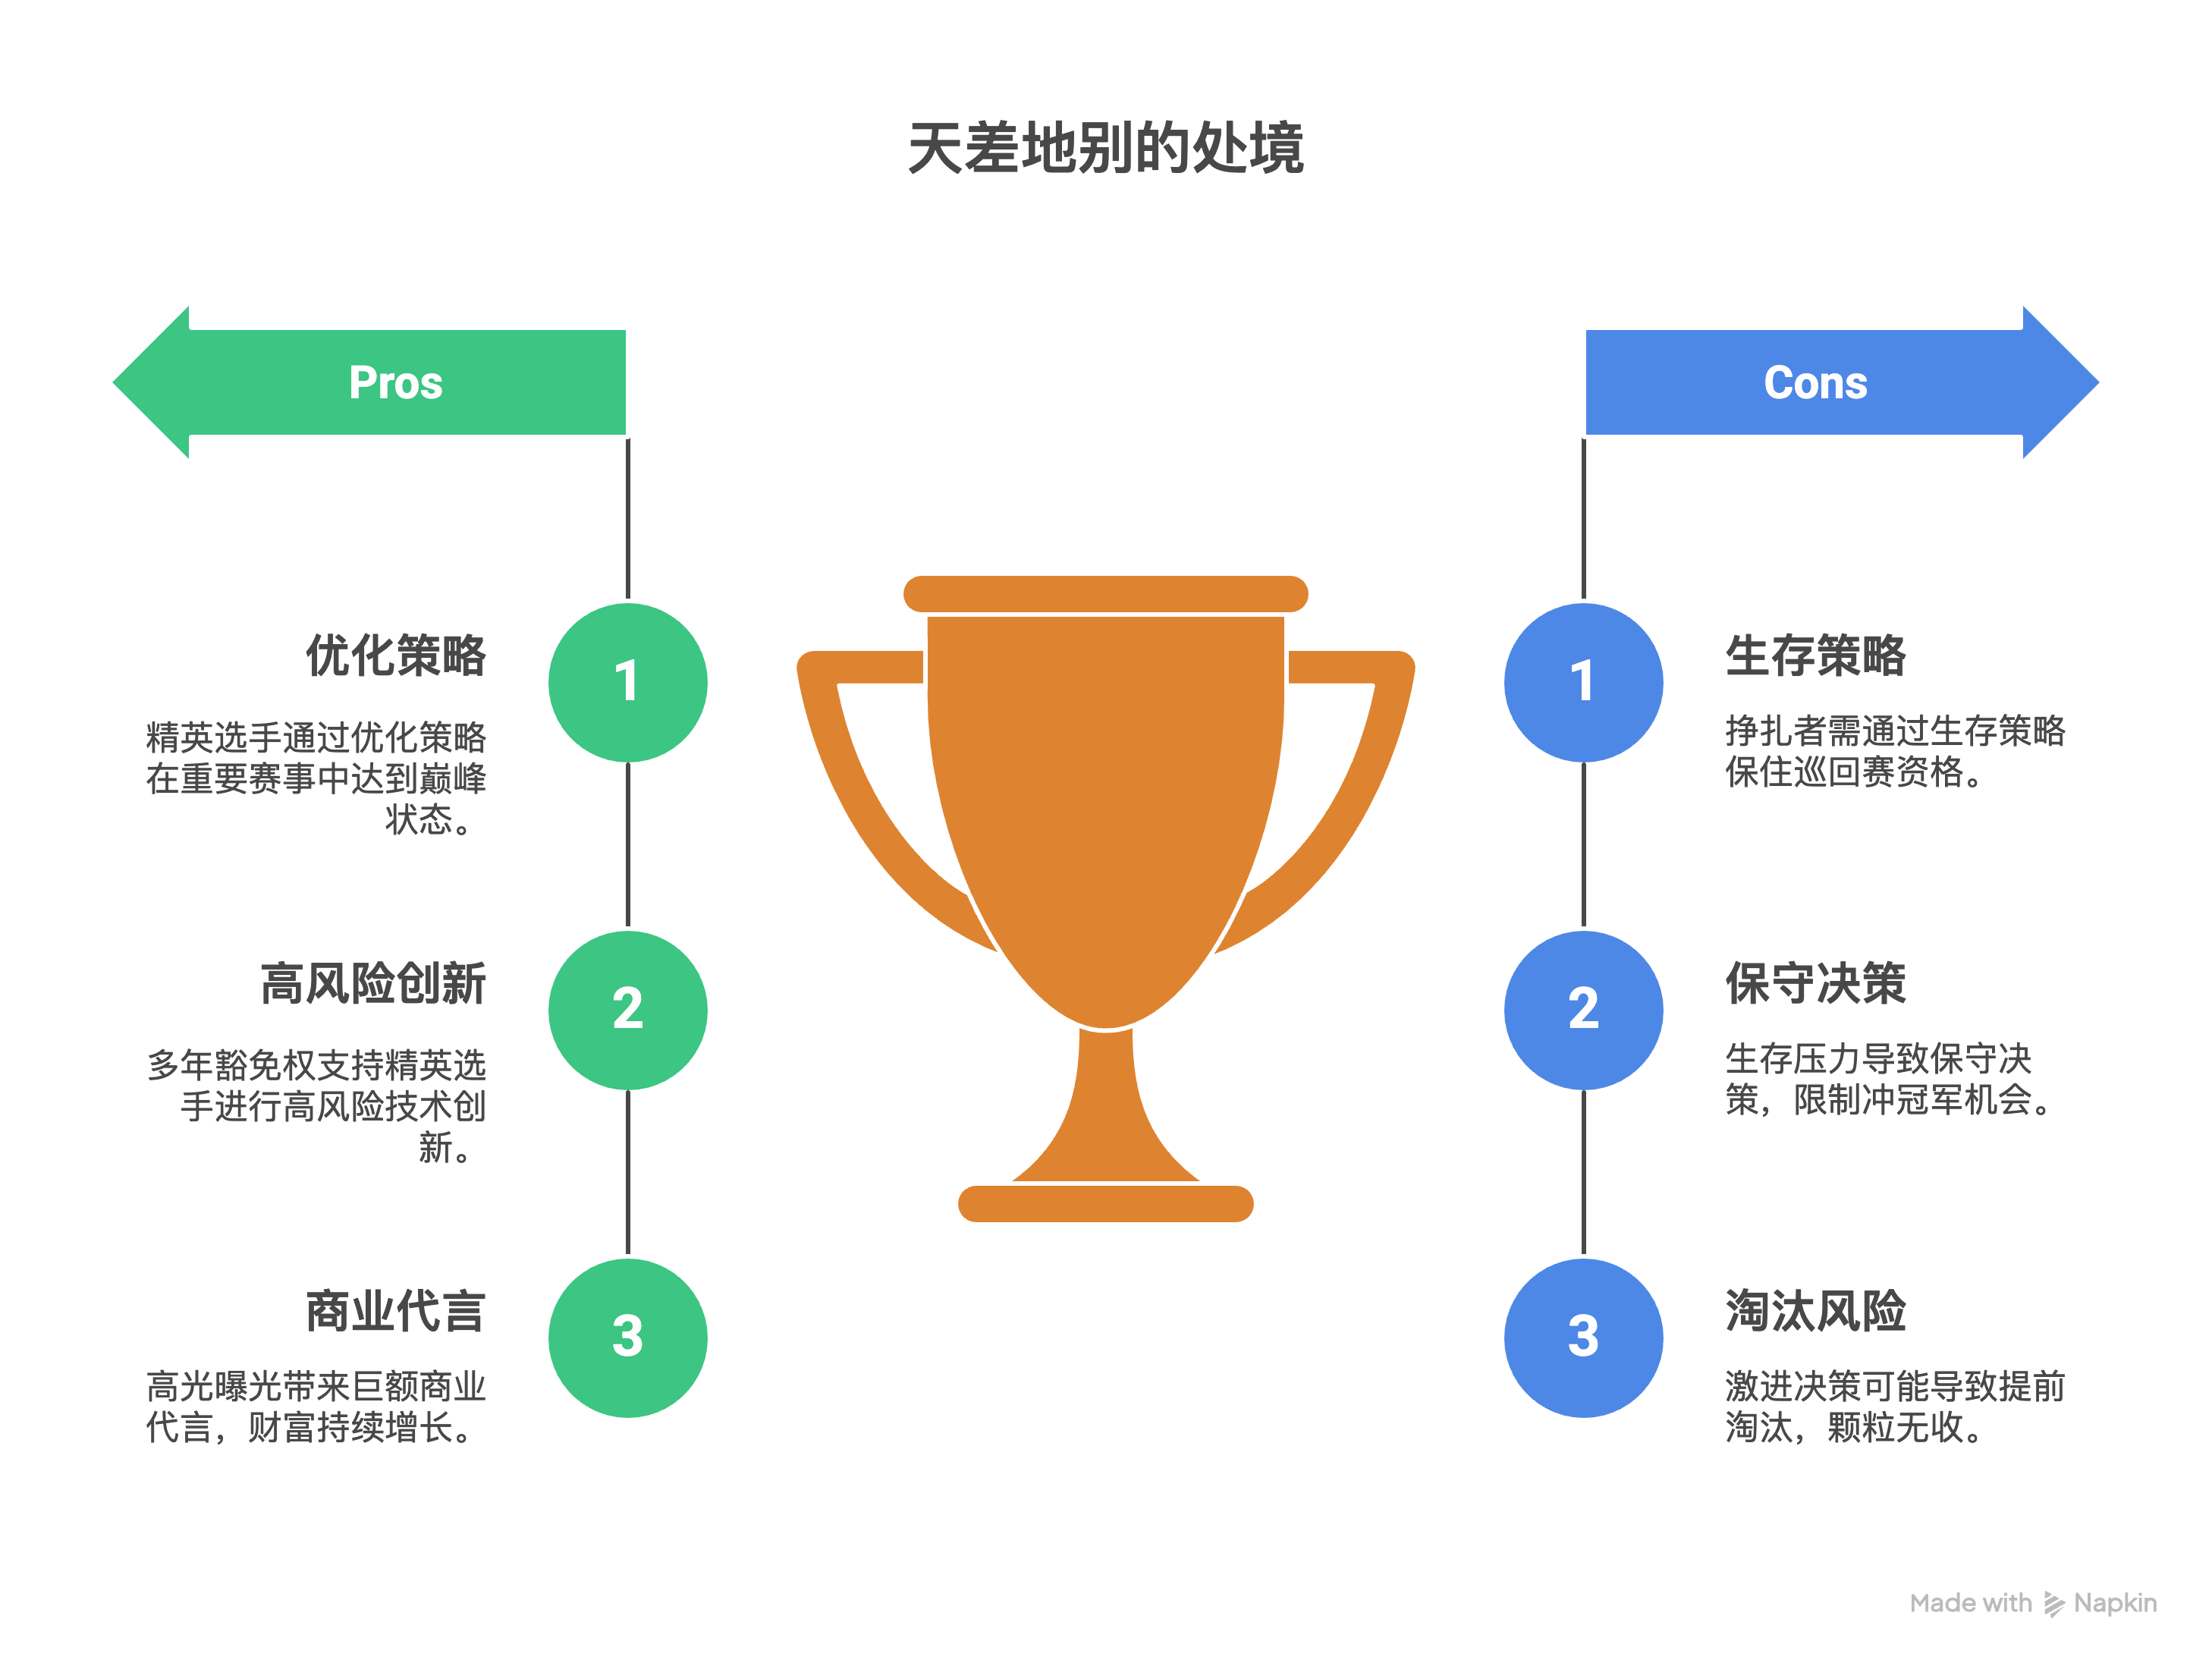 天差地别的处境
Pros
1
优化策略
精英选手通过优化策略
在重要赛事中达到巅峰
状态。
2
高风险创新
多年豁免权支持精英选
手进行高风险技术创
新。
3
商业代言
高光曝光带来巨额商业
代言，财富持续增长。
Cons
1
生存策略
挣扎者需通过生存策略
保住巡回赛资格。
2
保守决策
生存压力导致保守决
策，限制冲冠军机会。
3
淘汰风险
激进决策可能导致提前
淘汰，颗粒无收。
Made with Napkin